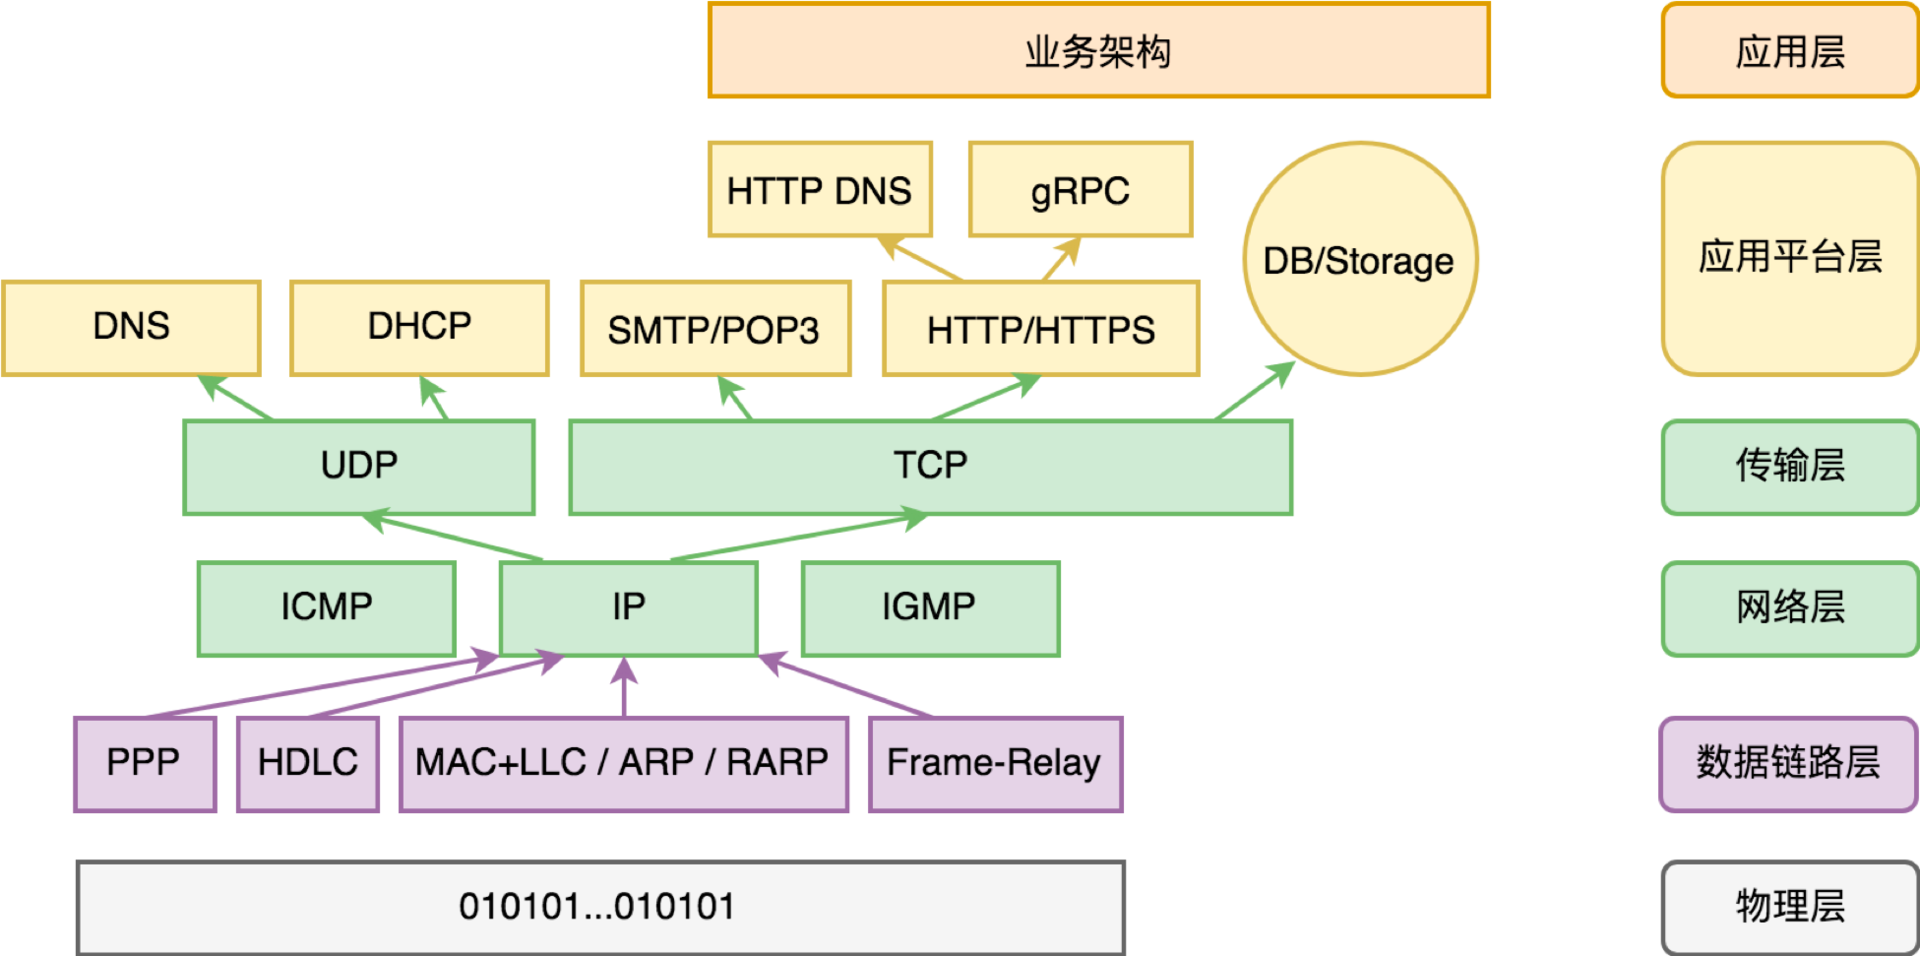 业务架构
应用层
HTTP DNS
gRPC
DB/Storage
应用平台层
DNS
DHCP
SMTP/POP3
HTTP/HTTPS
UDP
TCP
传输层
ICMP
IP
IGMP
网络层
PPP
HDLC
MAC+LLC / ARP / RARP
Frame-Relay
数据链路层
010101...010101
物理层